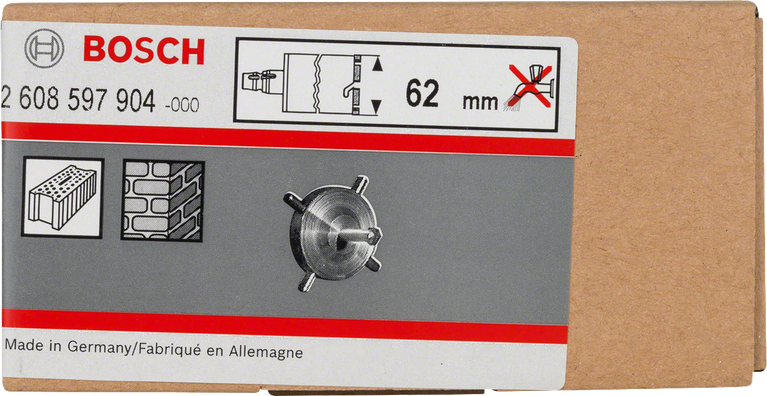 BOSCH
2 608 597 904 -000
62 mm
Made in Germany/Fabriqué en Allemagne